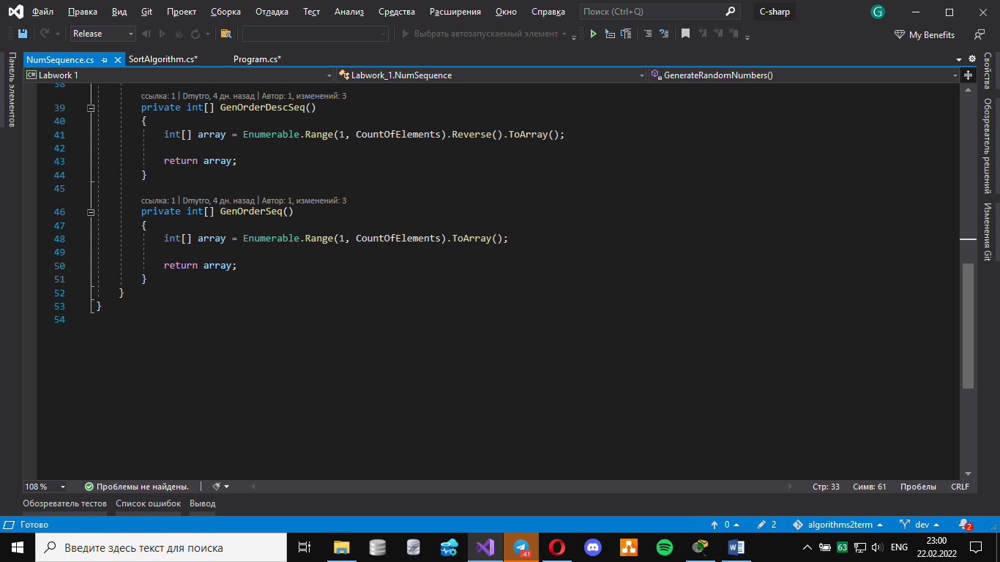 Файл Правка Вид Git Проект Сборка Отладка Тест Анализ Средства Расширения Окно Справка Поиск (Ctrl+Q) C-sharp G
Release Выбрать автозапускаемый элемент My Benefits
NumSequence.cs SortAlgorithm.cs* Program.cs*
C# Labwork 1 Labwork_1.NumSequence GenerateRandomNumbers()
Панель элементов
Свойства
Обозреватель решений
Изменения Git
38
ссылка: 1 | Dmytro, 4 дн. назад | Автор: 1, изменений: 3
39 private int[] GenOrderDescSeq()
40 {
41 int[] array = Enumerable.Range(1, CountOfElements).Reverse().ToArray();
42
43 return array;
44 }
45
ссылка: 1 | Dmytro, 4 дн. назад | Автор: 1, изменений: 3
46 private int[] GenOrderSeq()
47 {
48 int[] array = Enumerable.Range(1, CountOfElements).ToArray();
49
50 return array;
51 }
52 }
53 }
54
108 % Проблемы не найдены. Стр: 33 Симв: 61 Пробелы CRLF
Обозреватель тестов Список ошибок Вывод
Готово 0 2 algorithms2term dev 2
Введите здесь текст для поиска .41 63 ENG 23:00
22.02.2022